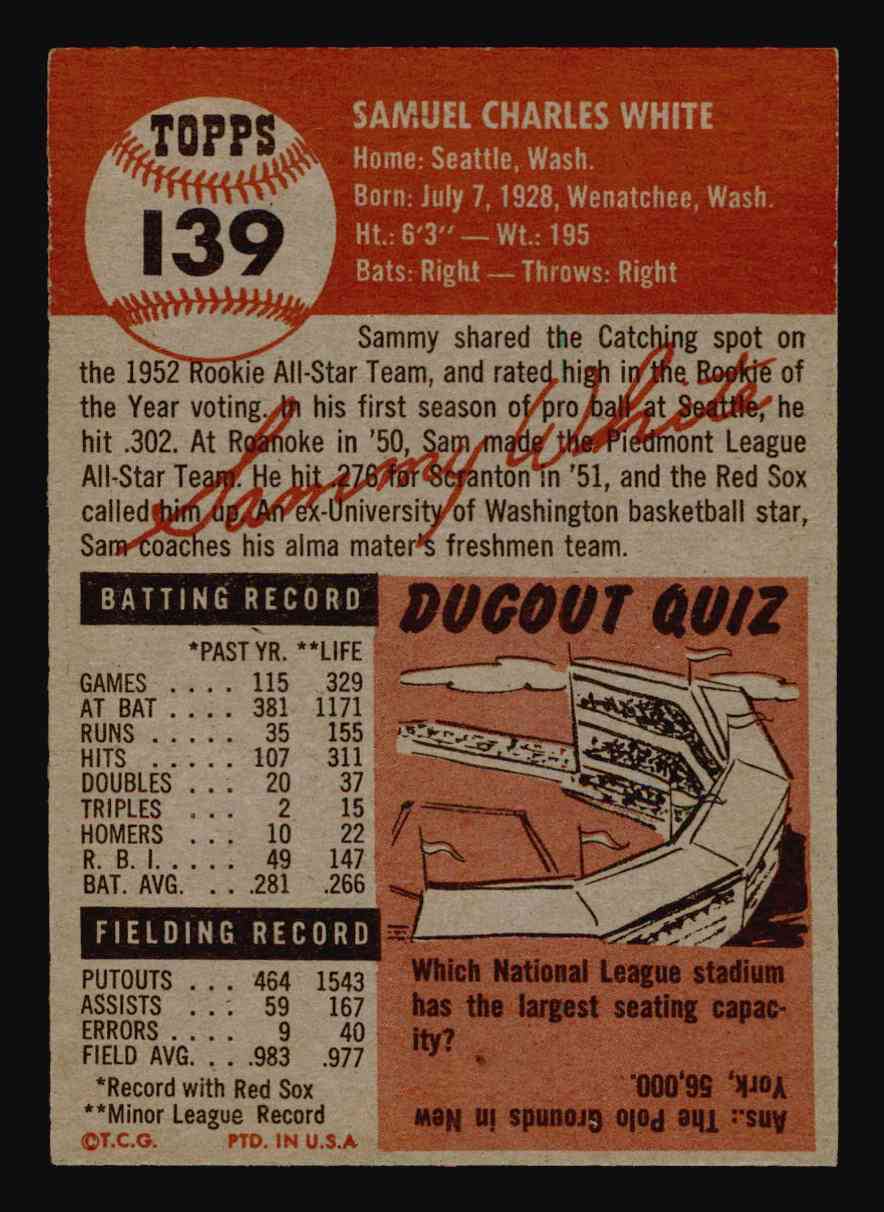 TOPPS
139
SAMUEL CHARLES WHITE
Home: Seattle, Wash.
Born: July 7, 1928, Wenatchee, Wash.
Ht.: 6'3'' — Wt.: 195
Bats: Right — Throws: Right
Sammy shared the Catching spot on
the 1952 Rookie All-Star Team, and rated high in the Rookie of
the Year voting. In his first season of pro ball at Seattle, he
hit .302. At Roanoke in '50, Sam made the Piedmont League
All-Star Team. He hit .276 for Scranton in '51, and the Red Sox
called him up. An ex-University of Washington basketball star,
Sam coaches his alma mater's freshmen team.
Sammy White
BATTING RECORD
*PAST YR. **LIFE
GAMES .... 115 329
AT BAT .... 381 1171
RUNS ..... 35 155
HITS ..... 107 311
DOUBLES ... 20 37
TRIPLES ... 2 15
HOMERS ... 10 22
R. B. I. .... 49 147
BAT. AVG. ... .281 .266
FIELDING RECORD
PUTOUTS ... 464 1543
ASSISTS ... 59 167
ERRORS .... 9 40
FIELD AVG. ... .983 .977
*Record with Red Sox
**Minor League Record
©T.C.G. PTD. IN U.S.A
DUGOUT QUIZ
Which National League stadium
has the largest seating capac-
ity?
Ans.: The Polo Grounds in New
York, 56,000.